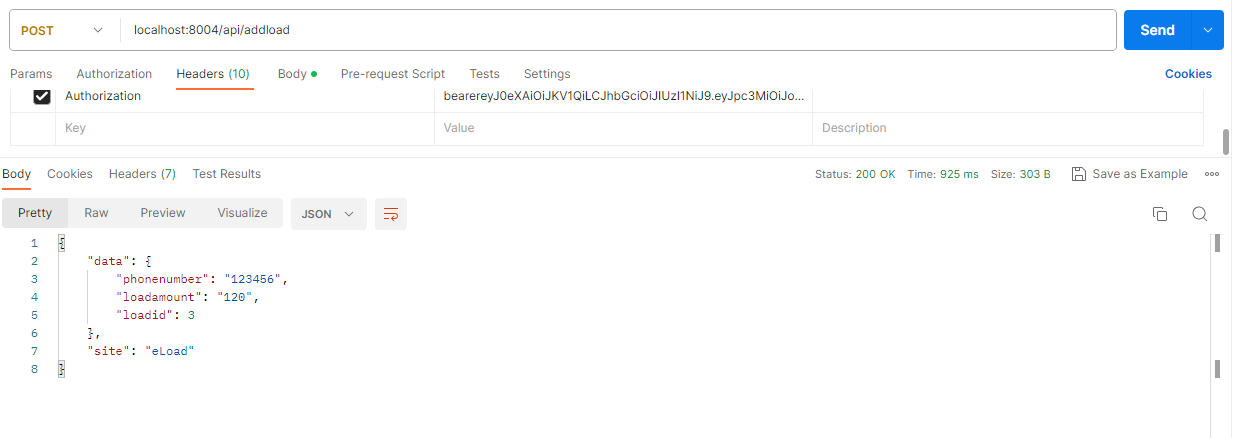 POST localhost:8004/api/addload Send
Params Authorization Headers (10) Body Pre-request Script Tests Settings Cookies
Authorization bearereyJ0eXAiOiJKV1QiLCJhbGciOiJIUzI1NiJ9.eyJpc3MiOiJo...
Key Value Description
Body Cookies Headers (7) Test Results Status: 200 OK Time: 925 ms Size: 303 B Save as Example
Pretty Raw Preview Visualize JSON
1 {
2 "data": {
3 "phonenumber": "123456",
4 "loadamount": "120",
5 "loadid": 3
6 },
7 "site": "eLoad"
8 }